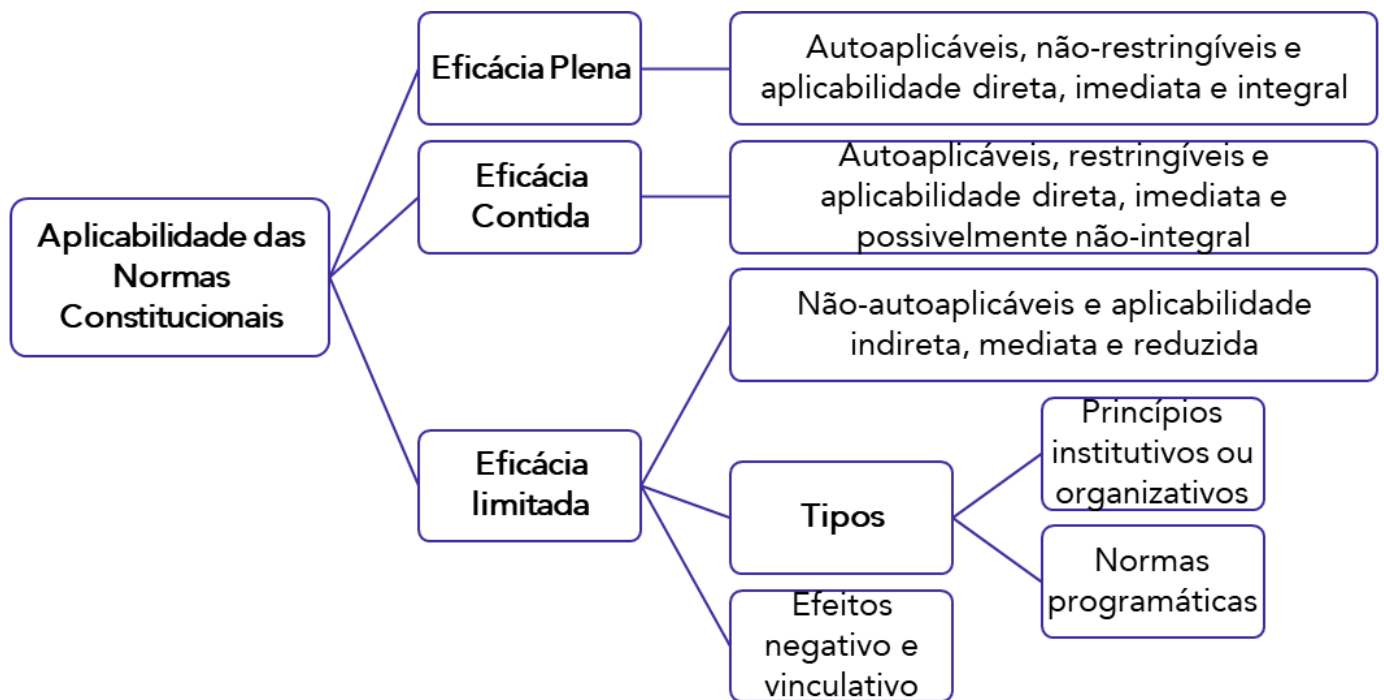 Aplicabilidade das
Normas
Constitucionais
Eficácia Plena
Autoaplicáveis, não-restringíveis e
aplicabilidade direta, imediata e integral
Eficácia
Contida
Autoaplicáveis, restringíveis e
aplicabilidade direta, imediata e
possivelmente não-integral
Eficácia
limitada
Não-autoaplicáveis e aplicabilidade
indireta, mediata e reduzida
Tipos
Princípios
institutivos ou
organizativos
Normas
programáticas
Efeitos
negativo e
vinculativo